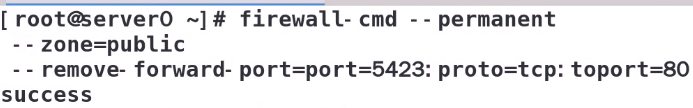 [root@server0 ~]# firewall-cmd --permanent
--zone=public
--remove-forward-port=port=5423:proto=tcp:toport=80
success